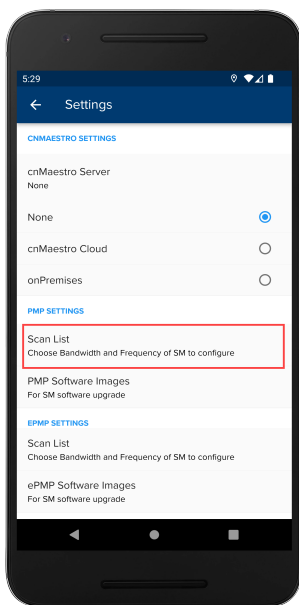 5:29
Settings
CNMAESTRO SETTINGS
cnMaestro Server
None
None
cnMaestro Cloud
onPremises
PMP SETTINGS
Scan List
Choose Bandwidth and Frequency of SM to configure
PMP Software Images
For SM software upgrade
EPMP SETTINGS
Scan List
Choose Bandwidth and Frequency of SM to configure
ePMP Software Images
For SM software upgrade